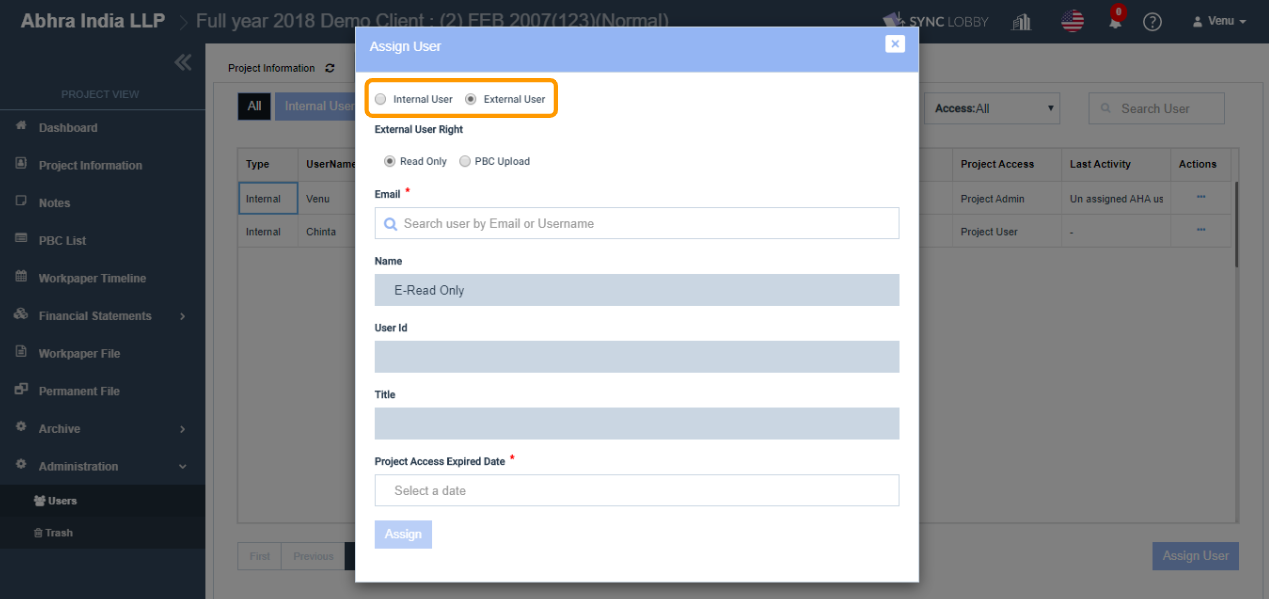 Abhra India LLP > Full year 2018 Demo Client : (2) FEB 2007(123)(Normal)
SYNC LOBBY
0
?
Venu
Assign User
×
Internal User External User
External User Right
Read Only PBC Upload
Email *
Search user by Email or Username
Name
E-Read Only
User Id
Title
Project Access Expired Date *
Select a date
Assign
PROJECT VIEW
Dashboard
Project Information
Notes
PBC List
Workpaper Timeline
Financial Statements
Workpaper File
Permanent File
Archive
Administration
Users
Trash
Project Information
All Internal User
Access:All
Search User
Type UserName Project Access Last Activity Actions
Internal Venu Project Admin Un assigned AHA us ...
Internal Chinta Project User - ...
First Previous
Assign User